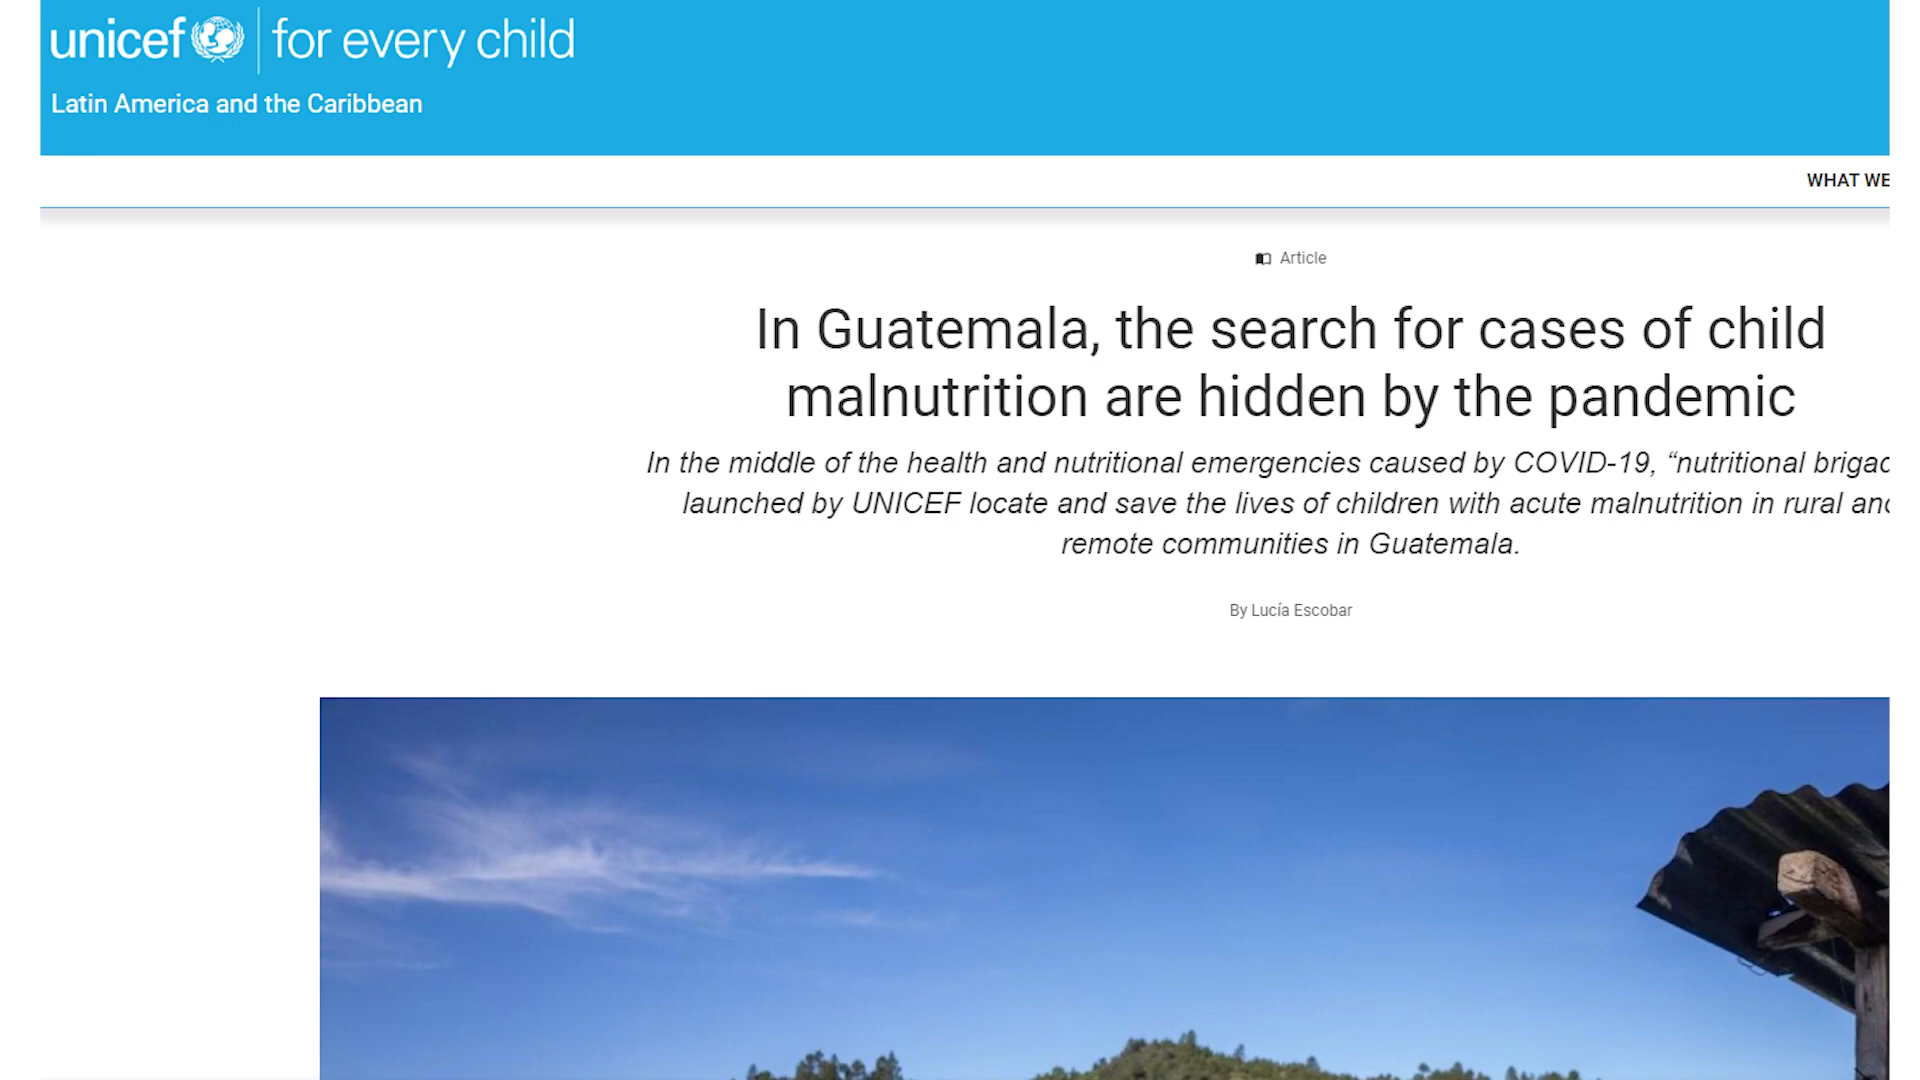 unicef for every child
Latin America and the Caribbean
WHAT WE
Article
In Guatemala, the search for cases of child
malnutrition are hidden by the pandemic
In the middle of the health and nutritional emergencies caused by COVID-19, “nutritional brigad
launched by UNICEF locate and save the lives of children with acute malnutrition in rural and
remote communities in Guatemala.
By Lucía Escobar